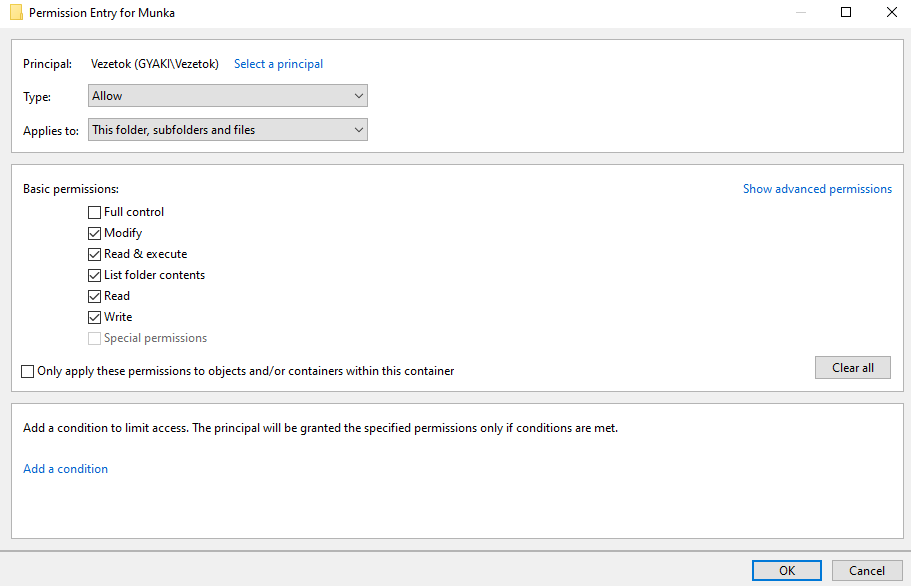 Permission Entry for Munka
Principal: Vezetok (GYAKI\Vezetok) Select a principal
Type: Allow
Applies to: This folder, subfolders and files
Basic permissions: Show advanced permissions
Full control
Modify
Read & execute
List folder contents
Read
Write
Special permissions
Only apply these permissions to objects and/or containers within this container Clear all
Add a condition to limit access. The principal will be granted the specified permissions only if conditions are met.
Add a condition
OK Cancel